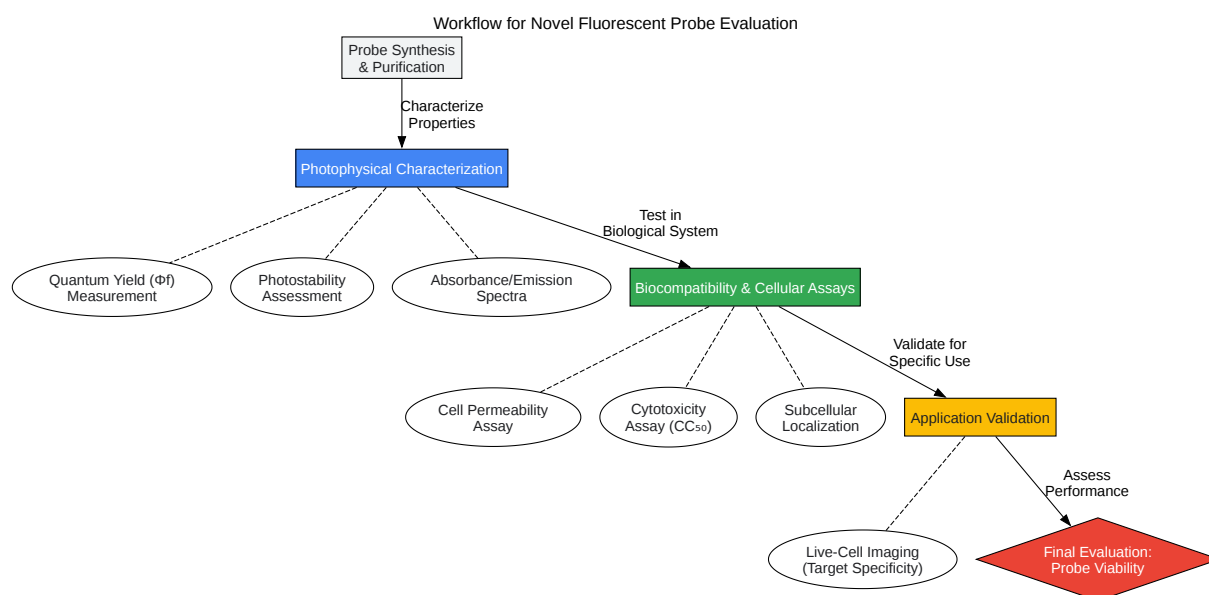 Workflow for Novel Fluorescent Probe Evaluation
Probe Synthesis
& Purification
Characterize
Properties
Photophysical Characterization
Test in
Biological System
Quantum Yield (Φf)
Measurement
Photostability
Assessment
Absorbance/Emission
Spectra
Biocompatibility & Cellular Assays
Validate for
Specific Use
Cell Permeability
Assay
Cytotoxicity
Assay (CC₅₀)
Subcellular
Localization
Application Validation
Assess
Performance
Live-Cell Imaging
(Target Specificity)
Final Evaluation:
Probe Viability